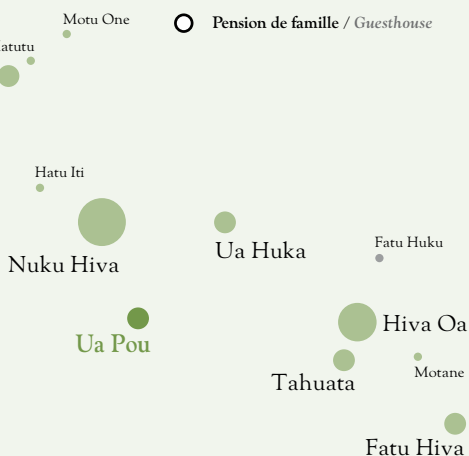 Motu One
Pension de famille / Guesthouse
Hatu Iti
Ua Huka
Fatu Huku
Nuku Hiva
Hiva Oa
Ua Pou
Motane
Tahuata
Fatu Hiva